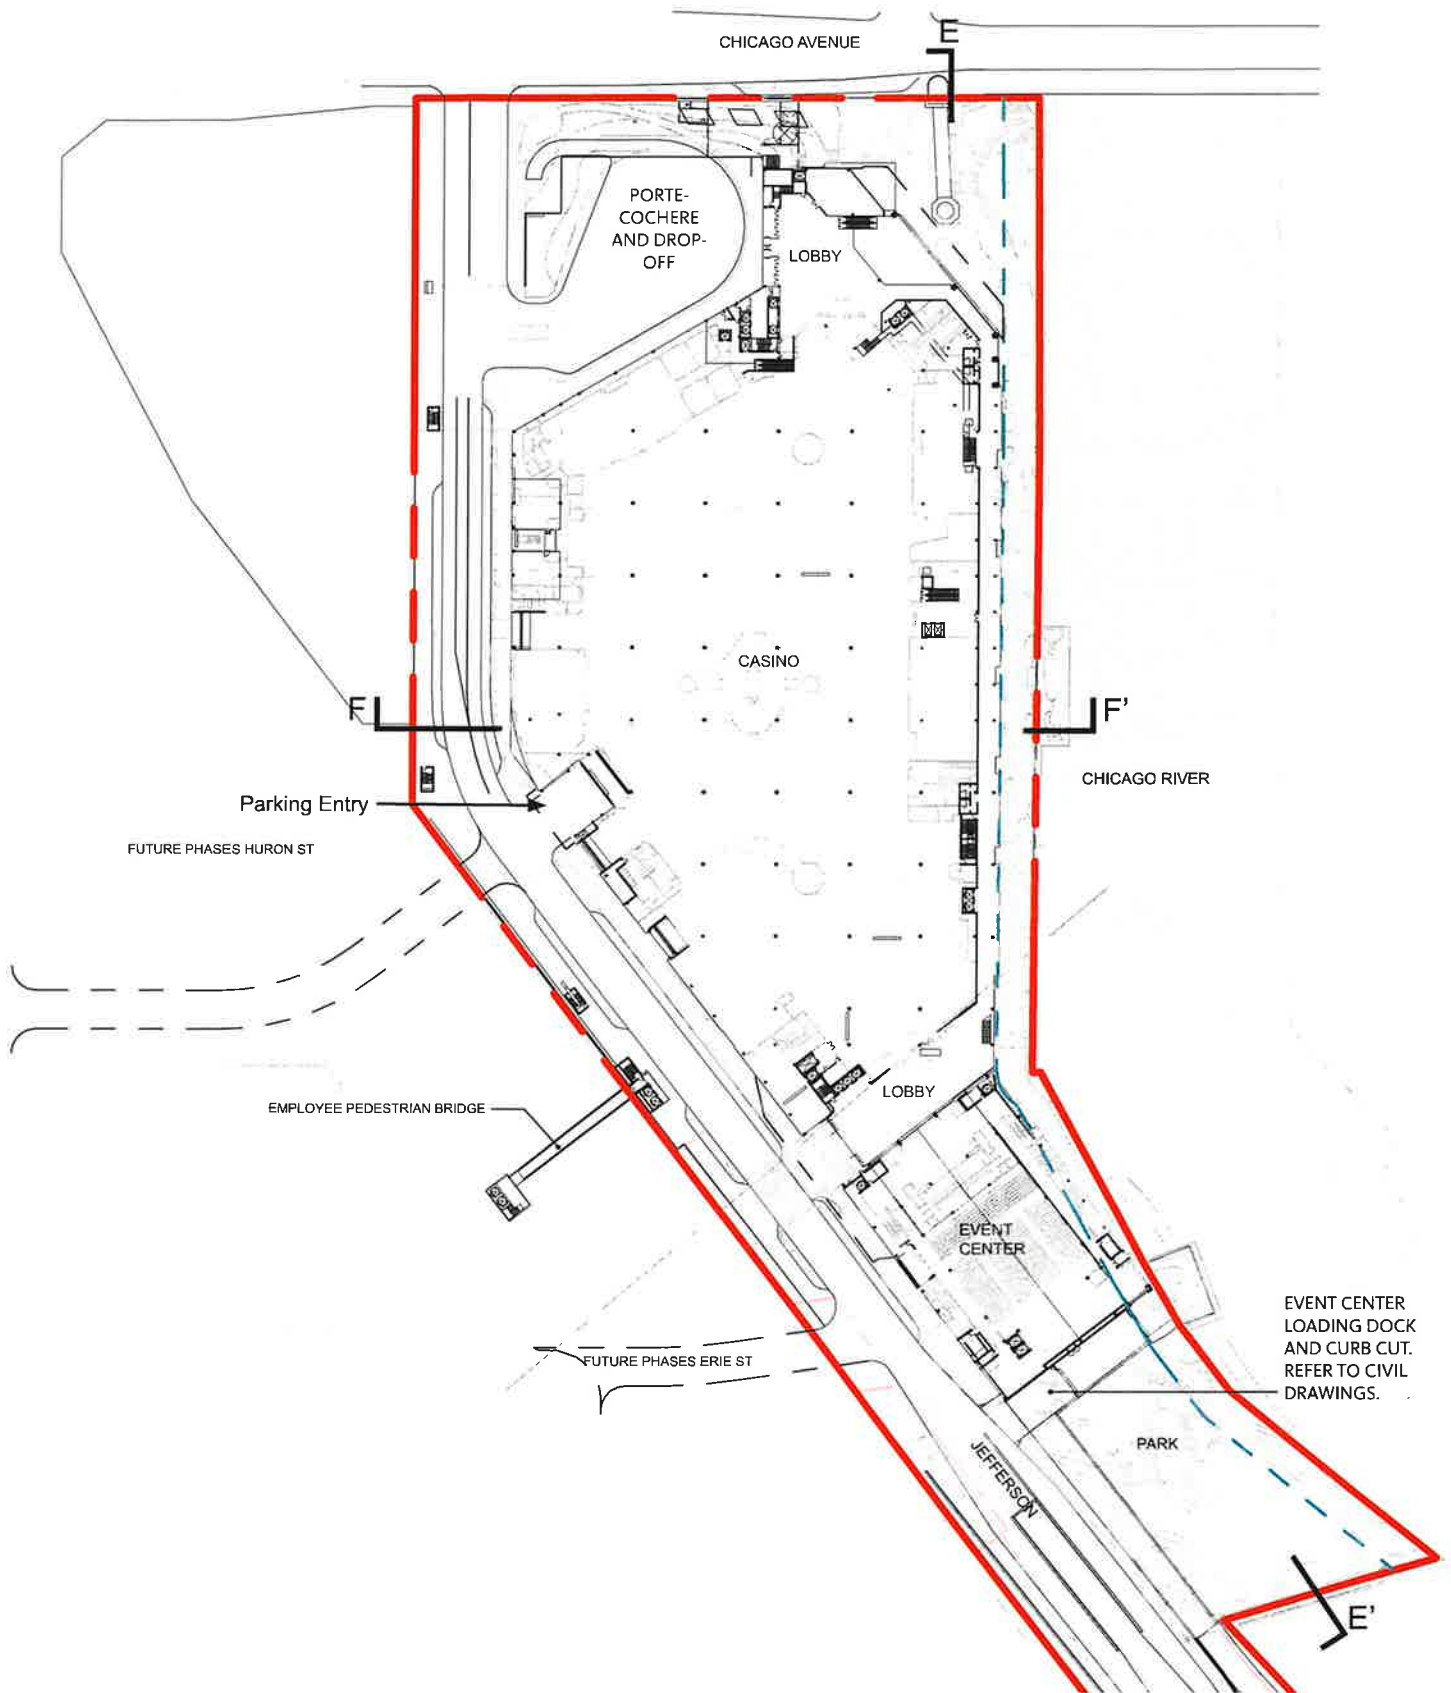 CHICAGO AVENUE
E
PORTE-
COCHERE
AND DROP-
OFF
LOBBY
CASINO
F
F'
CHICAGO RIVER
Parking Entry
FUTURE PHASES HURON ST
EMPLOYEE PEDESTRIAN BRIDGE
LOBBY
EVENT
CENTER
EVENT CENTER
LOADING DOCK
AND CURB CUT.
REFER TO CIVIL
DRAWINGS.
FUTURE PHASES ERIE ST
PARK
JEFFERSON
E'